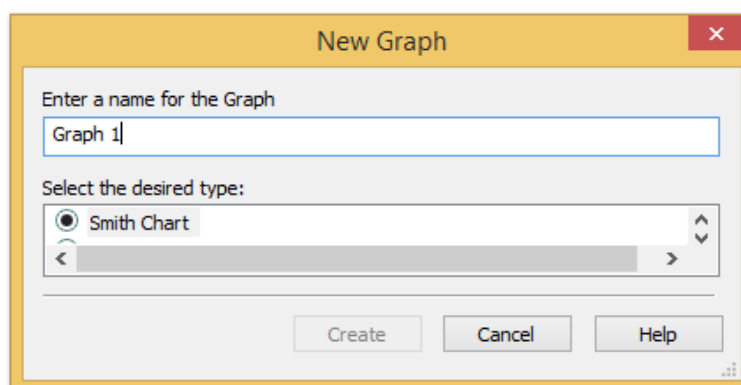 New Graph
Enter a name for the Graph
Graph 1
Select the desired type:
Smith Chart
Create Cancel Help